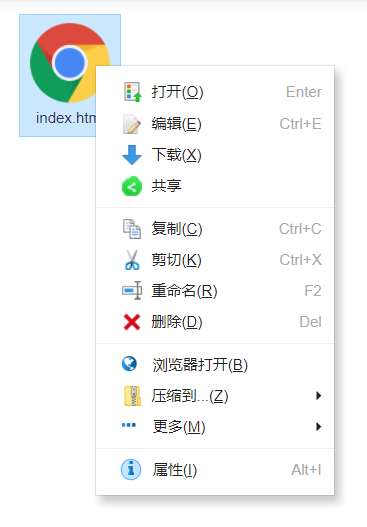 index.htm
打开(O) Enter
编辑(E) Ctrl+E
下载(X)
共享
复制(C) Ctrl+C
剪切(K) Ctrl+X
重命名(R) F2
删除(D) Del
浏览器打开(B)
压缩到...(Z)
更多(M)
属性(I) Alt+I